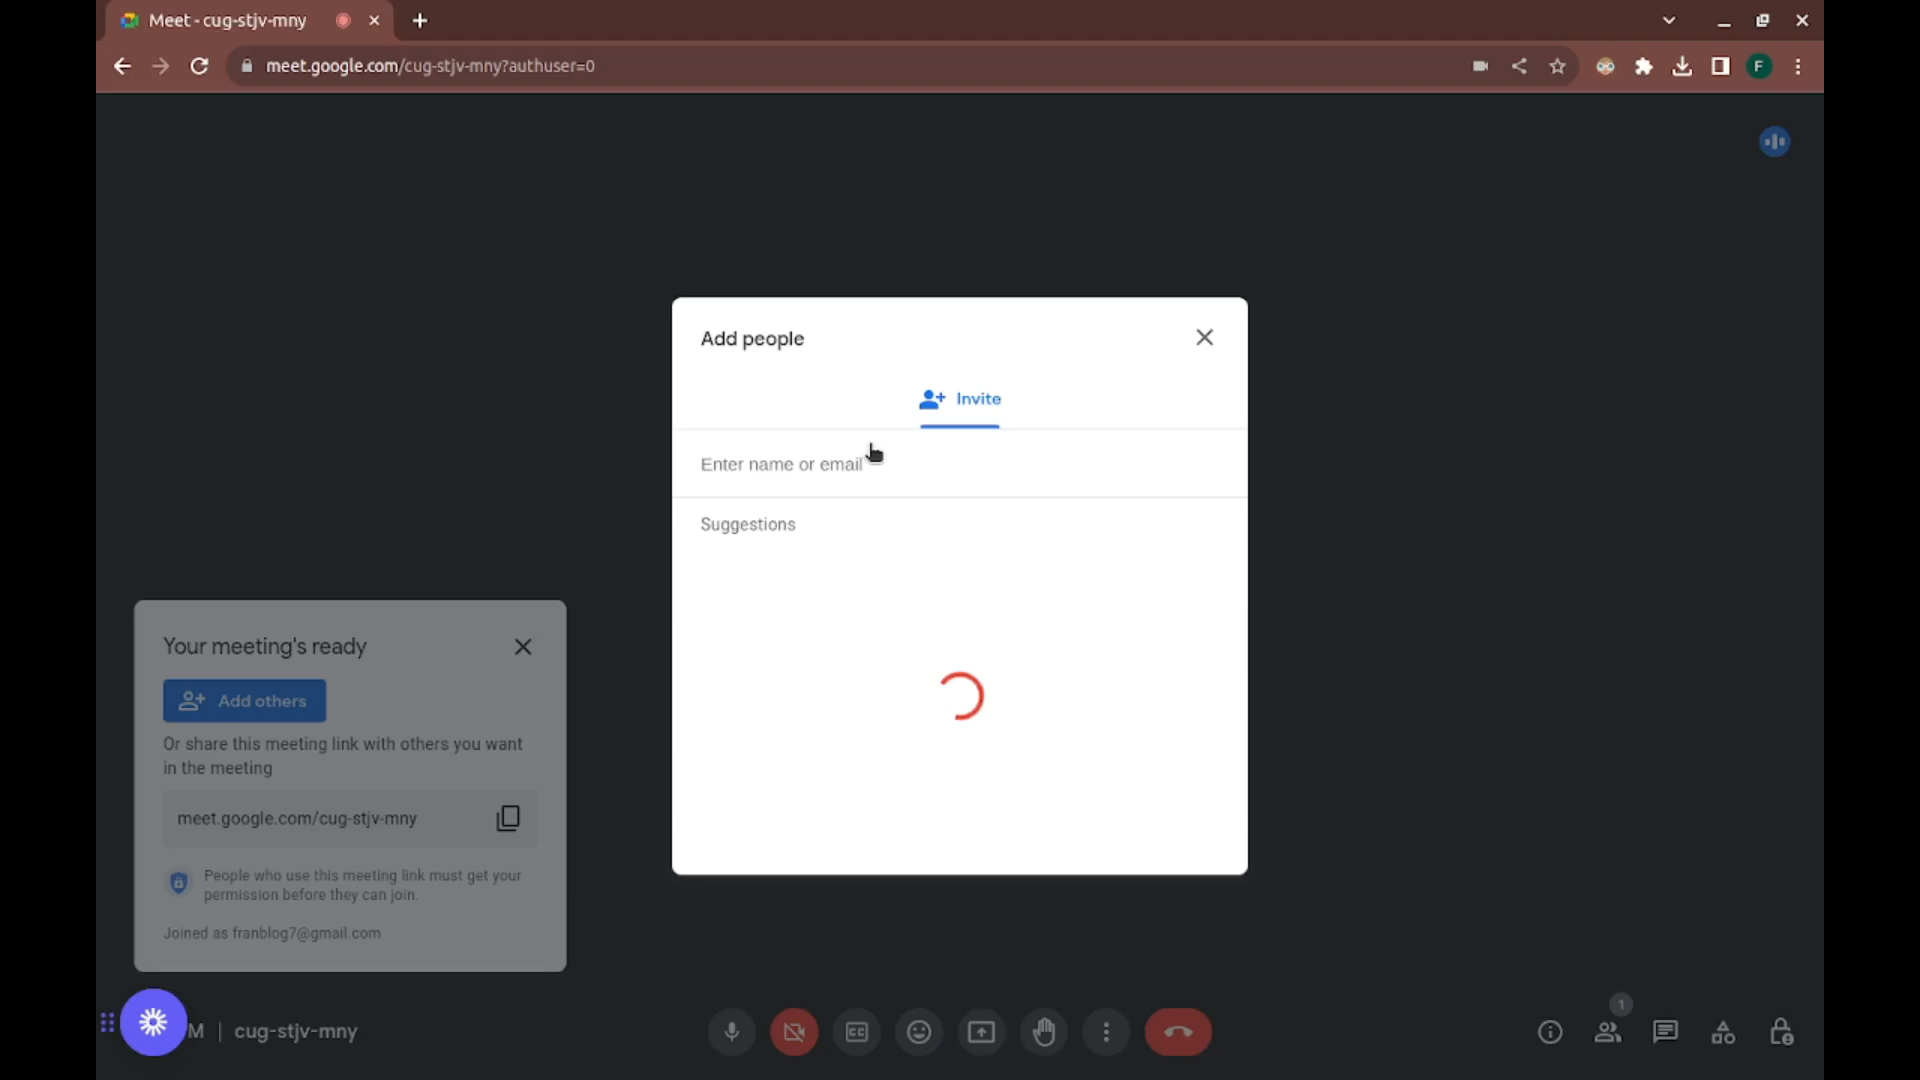 Meet - cug-stjv-mny
meet.google.com/cug-stjv-mny?authuser=0
F
Add people
Invite
Enter name or email
Suggestions
Your meeting's ready
Add others
Or share this meeting link with others you want
in the meeting
meet.google.com/cug-stjv-mny
People who use this meeting link must get your
permission before they can join.
Joined as franblog7@gmail.com
M | cug-stjv-mny
CC
1